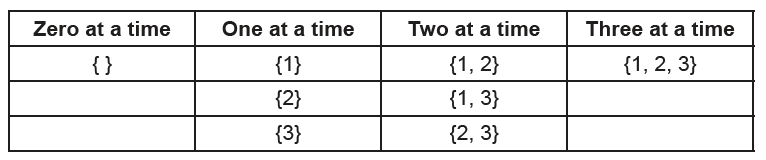 Zero at a time One at a time Two at a time Three at a time
{ } {1} {1, 2} {1, 2, 3}
{2} {1, 3}
{3} {2, 3}